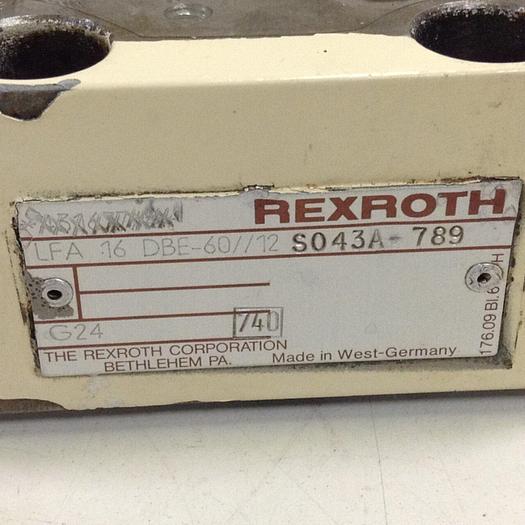 REXROTH
LFA 16 DBE-60//12 S043A-789
G24 740
THE REXROTH CORPORATION
BETHLEHEM PA.
Made in West-Germany
176.09 Bl.6